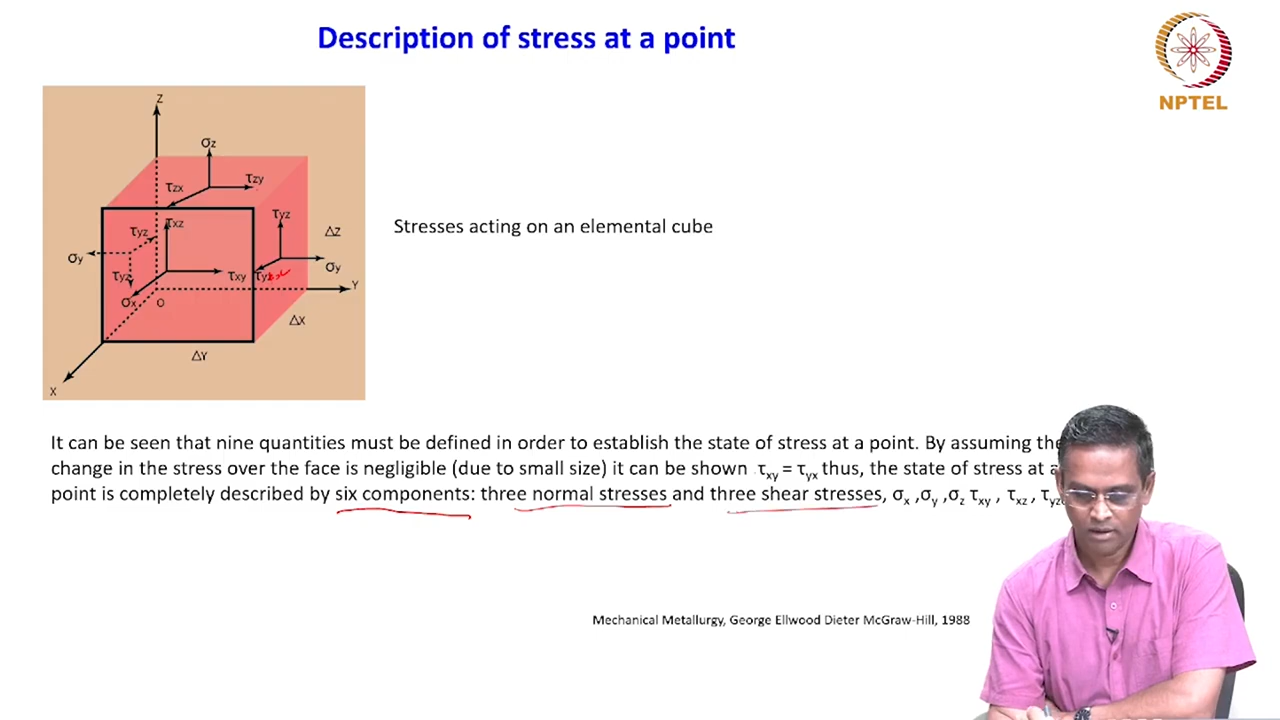 Description of stress at a point
NPTEL
Z
σz
τzx
τzy
τxz
τyz
τyz
ΔZ
σy
σy
τyz
τxy
Y
σx
O
ΔX
ΔY
X
Stresses acting on an elemental cube
It can be seen that nine quantities must be defined in order to establish the state of stress at a point. By assuming the
change in the stress over the face is negligible (due to small size) it can be shown τxy = τyx thus, the state of stress at a
point is completely described by six components: three normal stresses and three shear stresses, σx ,σy ,σz τxy , τxz , τyz
Mechanical Metallurgy, George Ellwood Dieter McGraw-Hill, 1988